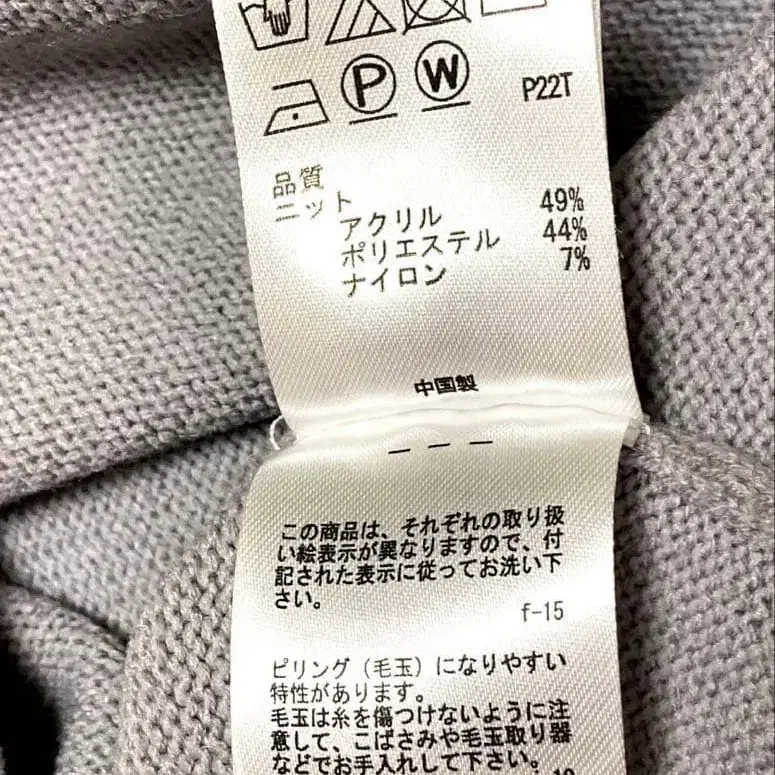 P
W
P22T
品質
ニット
アクリル 49%
ポリエステル 44%
ナイロン 7%
中国製
この商品は、それぞれの取り扱
い絵表示が異なりますので、付
記された表示に従ってお洗い下
さい。
f-15
ピリング（毛玉）になりやすい
特性があります。
毛玉は糸を傷つけないように注
意して、こばさみや毛玉取り器
などでお手入れして下さい。